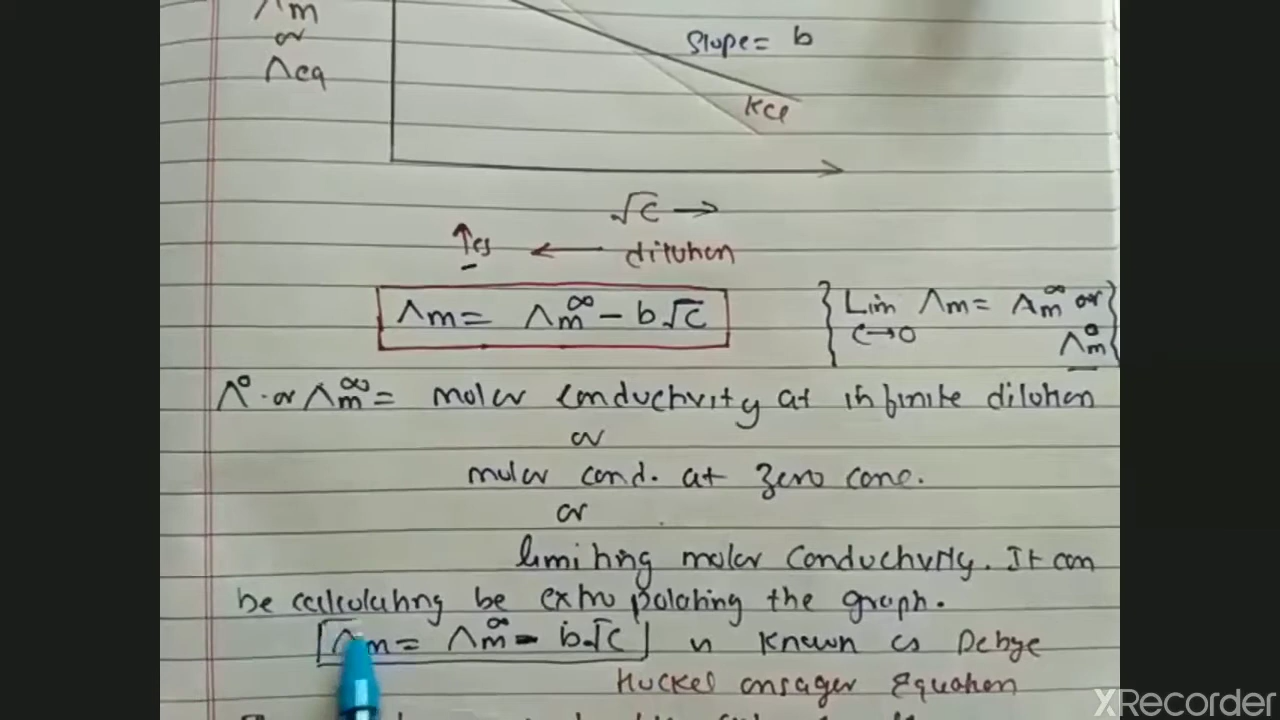 Λm
or
Λeq
Slope = b
KCl
√c →
↑es ← dilution
Λm = Λm^∞ - b√c
{Lim Λm = Λm^∞ or
c→0 Λm^0}
Λ° or Λm^∞ = molar conductivity at infinite dilution
or
molar cond. at zero conc.
or
limiting molar conductivity. It can
be calculating be extrapolating the graph.
[Λm = Λm^∞ - b√c] is known as Debye
Huckel onsager Equation
XRecorder